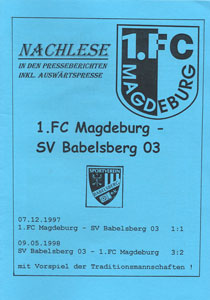 NACHLESE
IN DEN PRESSEBERICHTEN
INKL. AUSWÄRTSPRESSE
1.FC
MAGDEBURG
1.FC Magdeburg -
SV Babelsberg 03
07.12.1997
1.FC Magdeburg - SV Babelsberg 03 1:1
09.05.1998
SV Babelsberg 03 - 1.FC Magdeburg 3:2
mit Vorspiel der Traditionsmannschaften !